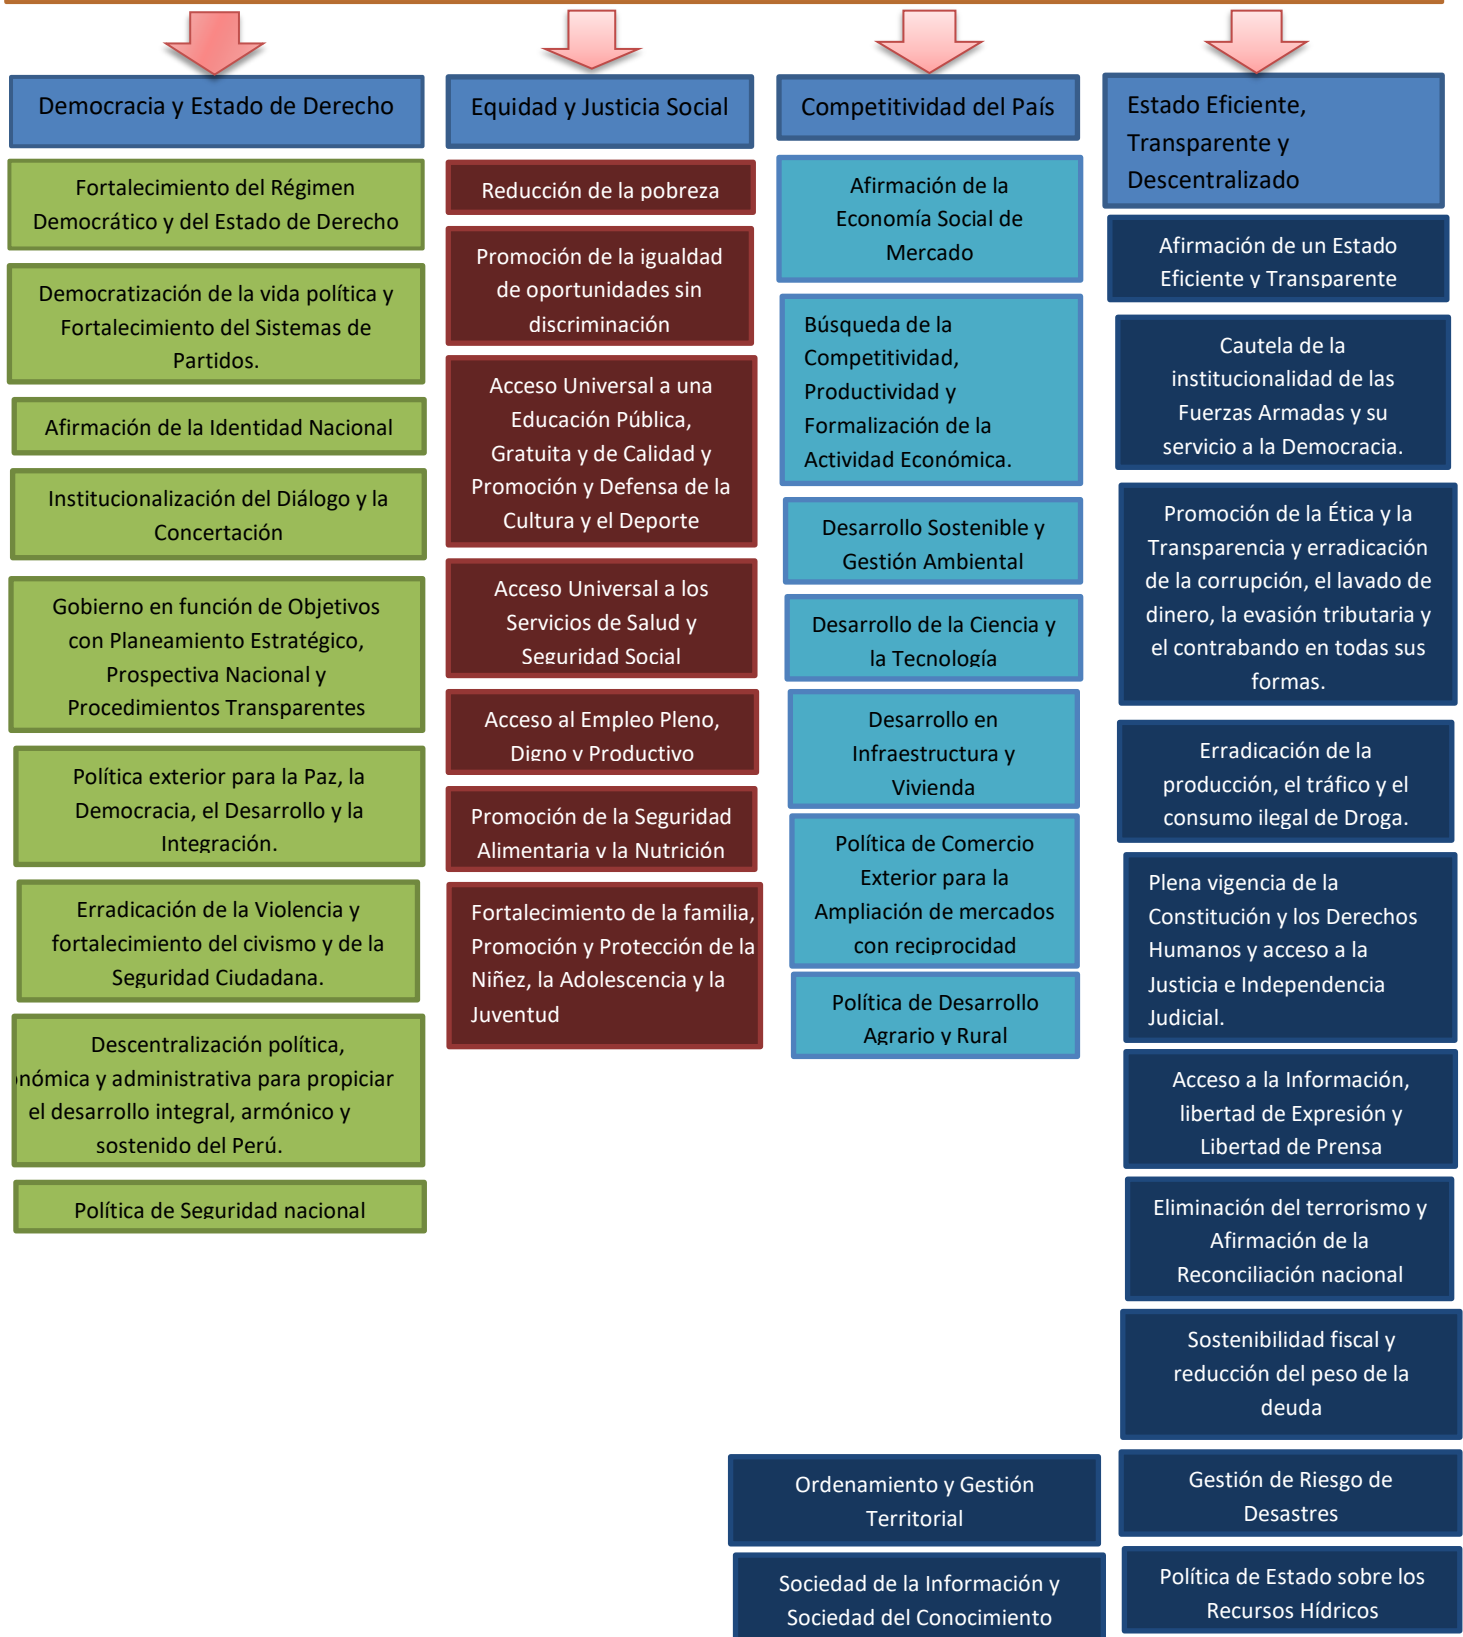 Democracia y Estado de Derecho
Fortalecimiento del Régimen
Democrático y del Estado de Derecho
Democratización de la vida política y
Fortalecimiento del Sistemas de
Partidos.
Afirmación de la Identidad Nacional
Institucionalización del Diálogo y la
Concertación
Gobierno en función de Objetivos
con Planeamiento Estratégico,
Prospectiva Nacional y
Procedimientos Transparentes
Política exterior para la Paz, la
Democracia, el Desarrollo y la
Integración.
Erradicación de la Violencia y
fortalecimiento del civismo y de la
Seguridad Ciudadana.
Descentralización política,
nómica y administrativa para propiciar
el desarrollo integral, armónico y
sostenido del Perú.
Política de Seguridad nacional
Equidad y Justicia Social
Reducción de la pobreza
Promoción de la igualdad
de oportunidades sin
discriminación
Acceso Universal a una
Educación Pública,
Gratuita y de Calidad y
Promoción y Defensa de la
Cultura y el Deporte
Acceso Universal a los
Servicios de Salud y
Seguridad Social
Acceso al Empleo Pleno,
Digno y Productivo
Promoción de la Seguridad
Alimentaria y la Nutrición
Fortalecimiento de la familia,
Promoción y Protección de la
Niñez, la Adolescencia y la
Juventud
Competitividad del País
Afirmación de la
Economía Social de
Mercado
Búsqueda de la
Competitividad,
Productividad y
Formalización de la
Actividad Económica.
Desarrollo Sostenible y
Gestión Ambiental
Desarrollo de la Ciencia y
la Tecnología
Desarrollo en
Infraestructura y
Vivienda
Política de Comercio
Exterior para la
Ampliación de mercados
con reciprocidad
Política de Desarrollo
Agrario y Rural
Estado Eficiente,
Transparente y
Descentralizado
Afirmación de un Estado
Eficiente y Transparente
Cautela de la
institucionalidad de las
Fuerzas Armadas y su
servicio a la Democracia.
Promoción de la Ética y la
Transparencia y erradicación
de la corrupción, el lavado de
dinero, la evasión tributaria y
el contrabando en todas sus
formas.
Erradicación de la
producción, el tráfico y el
consumo ilegal de Droga.
Plena vigencia de la
Constitución y los Derechos
Humanos y acceso a la
Justicia e Independencia
Judicial.
Acceso a la Información,
libertad de Expresión y
Libertad de Prensa
Eliminación del terrorismo y
Afirmación de la
Reconciliación nacional
Sostenibilidad fiscal y
reducción del peso de la
deuda
Gestión de Riesgo de
Desastres
Política de Estado sobre los
Recursos Hídricos
Ordenamiento y Gestión
Territorial
Sociedad de la Información y
Sociedad del Conocimiento